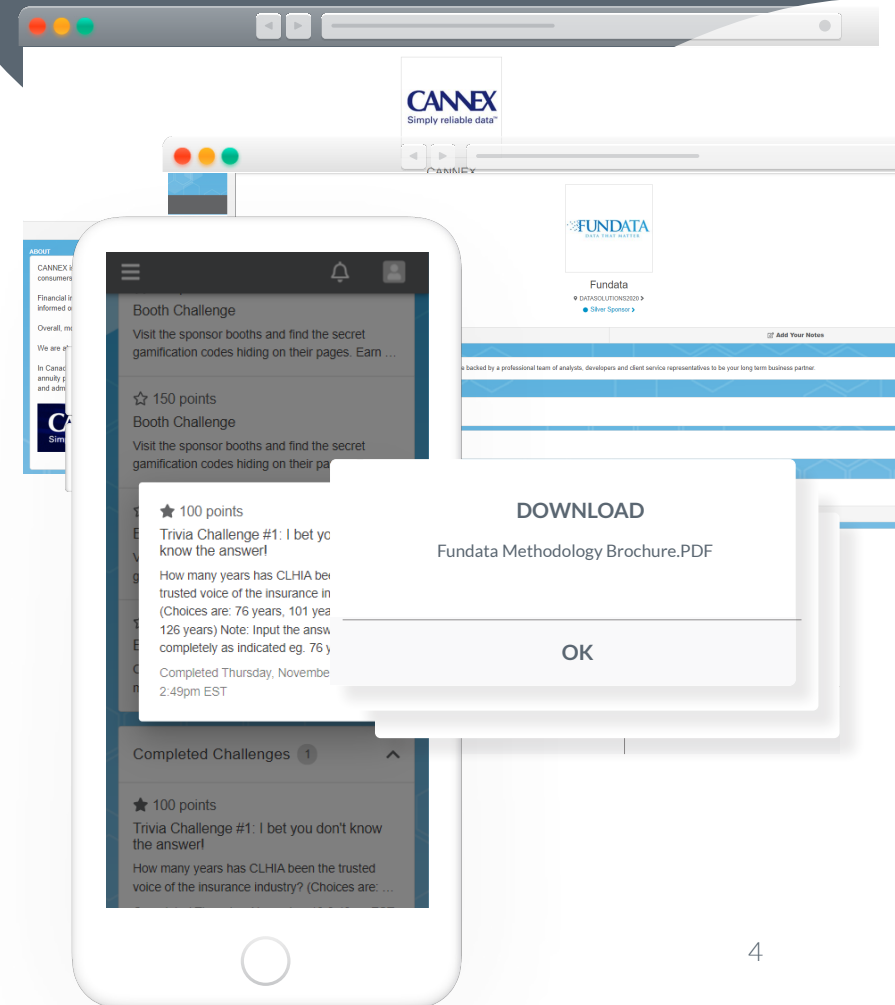 CANNEX
Simply reliable data™
CANNEX
FUNDATA
DATA THAT MATTER
Fundata
DATASOLUTIONS2020
Silver Sponsor
Add Your Notes
backed by a professional team of analysts, developers and client service representatives to be your long term business partner.
ABOUT
CANNEX
consumers
Financial
informed
Overall,
We are
In Canad
annuity
and adm
Sim
Booth Challenge
Visit the sponsor booths and find the secret
gamification codes hiding on their pages. Earn ...
150 points
Booth Challenge
Visit the sponsor booths and find the secret
gamification codes hiding on their pa
100 points
Trivia Challenge #1: I bet yo
know the answer!
How many years has CLHIA bee
trusted voice of the insurance in
(Choices are: 76 years, 101 yea
126 years) Note: Input the answ
completely as indicated eg. 76 y
Completed Thursday, Novembe
2:49pm EST
DOWNLOAD
Fundata Methodology Brochure.PDF
OK
Completed Challenges 1
100 points
Trivia Challenge #1: I bet you don't know
the answer!
How many years has CLHIA been the trusted
voice of the insurance industry? (Choices are: ...
4